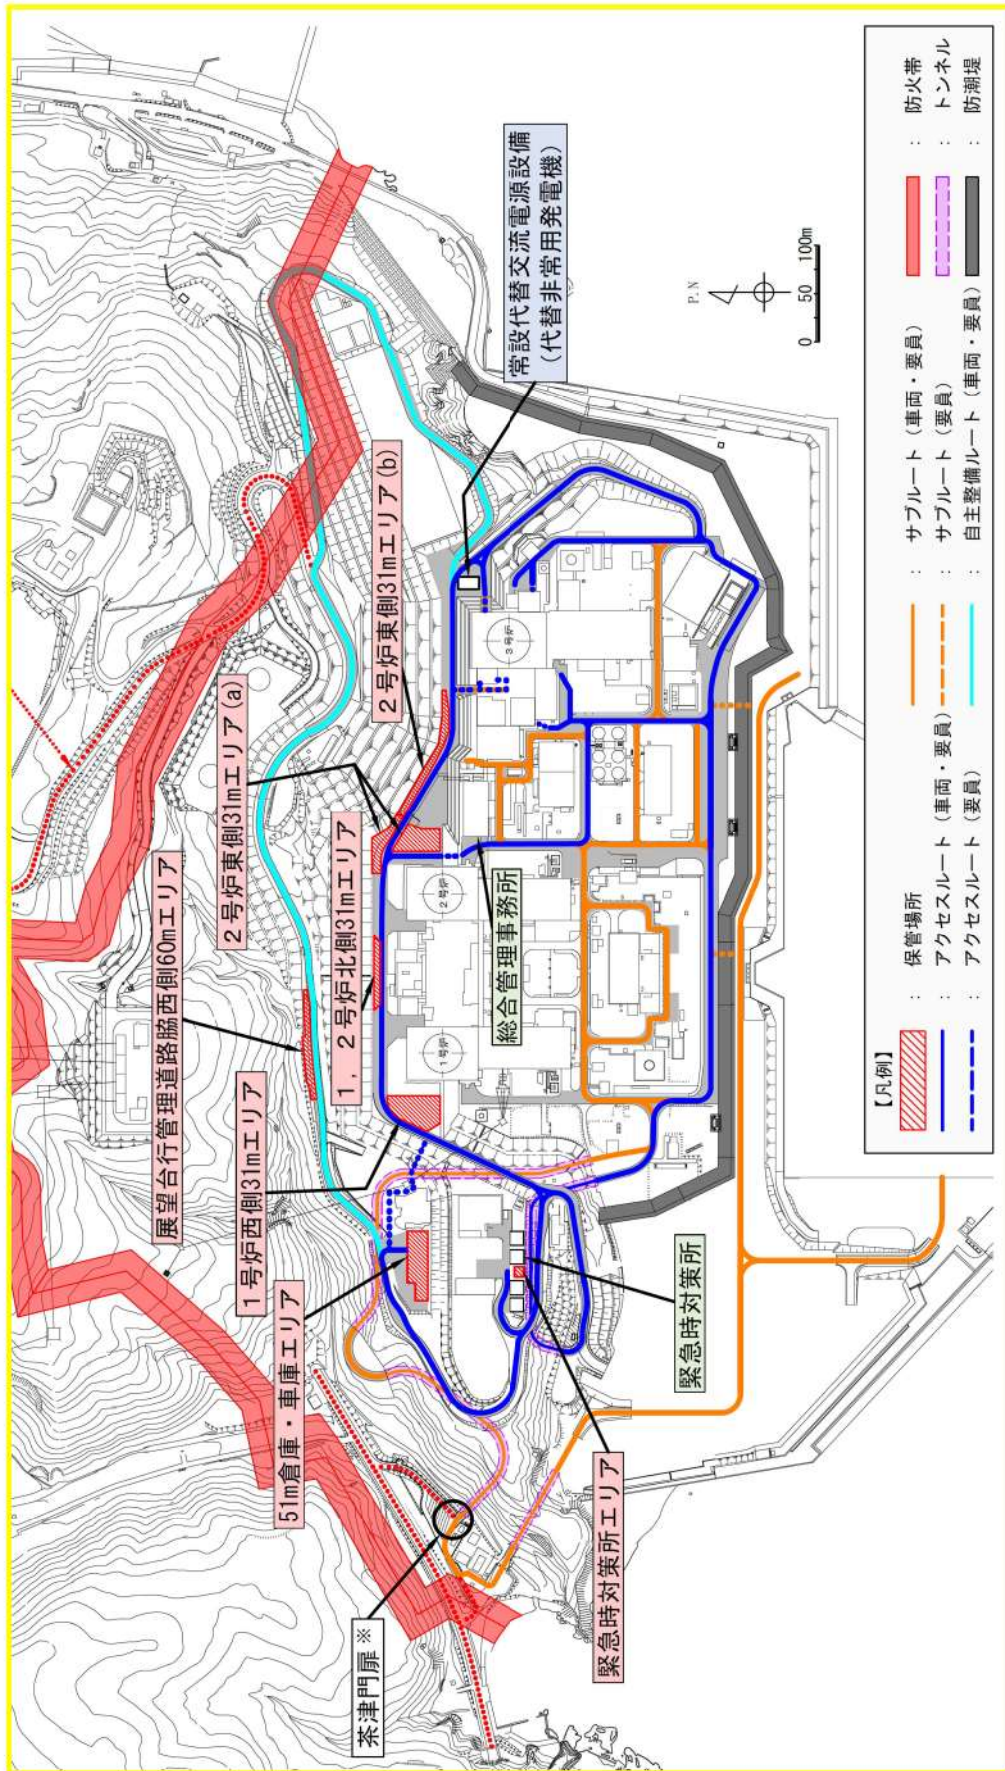 茶津門扉※
51m倉庫・車庫エリア
1号炉西側31mエリア
展望台行管理道路脇西側60mエリア
1，2号炉北側31mエリア
2号炉東側31mエリア(a)
2号炉東側31mエリア(b)
常設代替交流電源設備
(代替非常用発電機)
総合管理事務所
緊急時対策所
緊急時対策所エリア
1号炉
2号炉
3号炉
P.N
0 50 100m
【凡例】
： 保管場所
： アクセスルート（車両・要員）
： アクセスルート（要員）
： サブルート（車両・要員）
： サブルート（要員）
： 自主整備ルート（車両・要員）
： 防火帯
： トンネル
： 防潮堤